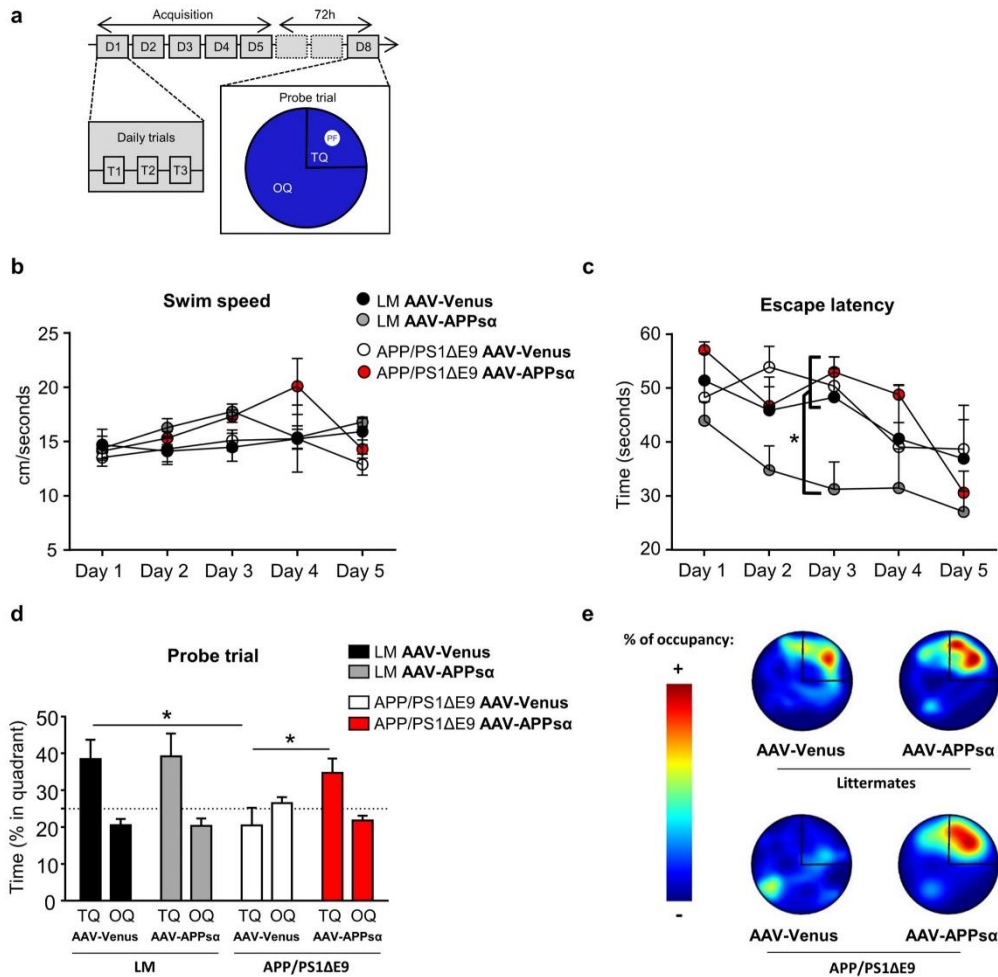 a
Acquisition
72h
D1 D2 D3 D4 D5 D8
Daily trials
T1 T2 T3
Probe trial
PF
TQ
OQ
b
Swim speed
cm/seconds
25
20
15
10
5
Day 1 Day 2 Day 3 Day 4 Day 5
LM AAV-Venus
LM AAV-APPsα
APP/PS1ΔE9 AAV-Venus
APP/PS1ΔE9 AAV-APPsα
c
Escape latency
Time (seconds)
60
50
40
30
20
*
Day 1 Day 2 Day 3 Day 4 Day 5
d
Probe trial
LM AAV-Venus
LM AAV-APPsα
APP/PS1ΔE9 AAV-Venus
APP/PS1ΔE9 AAV-APPsα
Time (% in quadrant)
50
40
30
20
10
0
*
*
TQ OQ TQ OQ TQ OQ TQ OQ
AAV-Venus AAV-APPsα AAV-Venus AAV-APPsα
LM APP/PS1ΔE9
e
% of occupancy:
+
-
AAV-Venus AAV-APPsα
Littermates
AAV-Venus AAV-APPsα
APP/PS1ΔE9